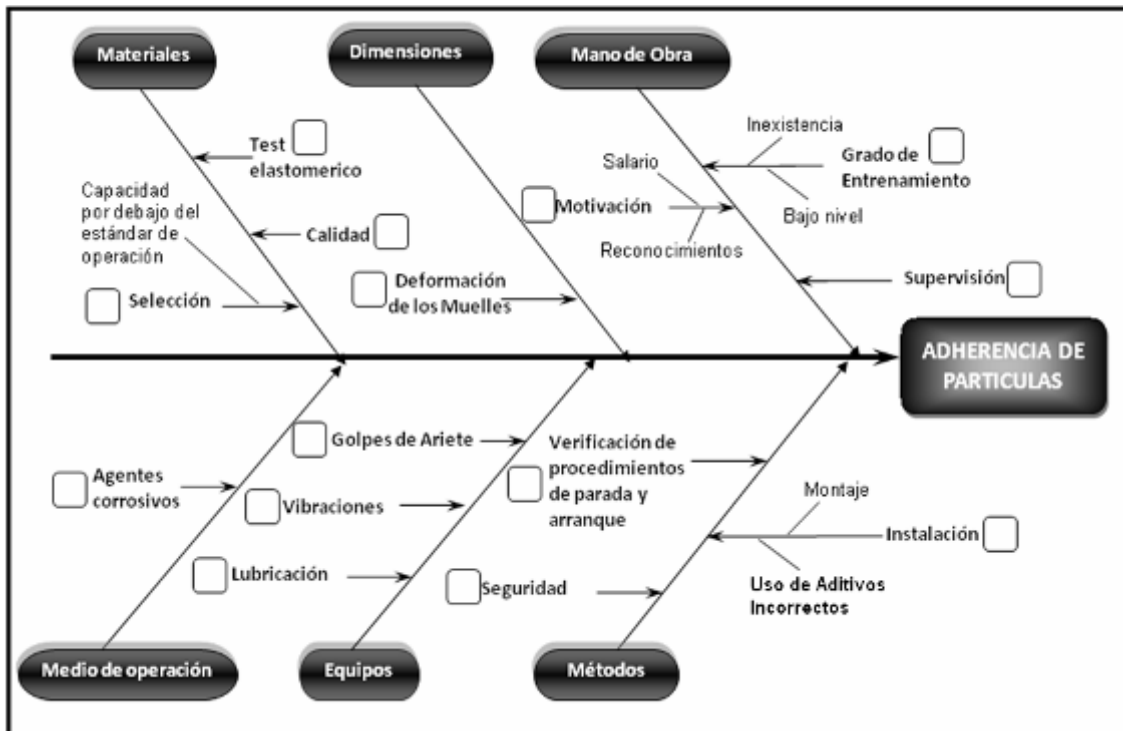 Materiales
Dimensiones
Mano de Obra
Test
elastomerico
Capacidad
por debajo del
estándar de
operación
Calidad
Selección
Deformación
de los Muelles
Inexistencia
Grado de
Entrenamiento
Bajo nivel
Salario
Motivación
Reconocimientos
Supervisión
ADHERENCIA DE
PARTICULAS
Agentes
corrosivos
Golpes de Ariete
Vibraciones
Lubricación
Verificación de
procedimientos
de parada y
arranque
Montaje
Instalación
Uso de Aditivos
Incorrectos
Seguridad
Medio de operación
Equipos
Métodos